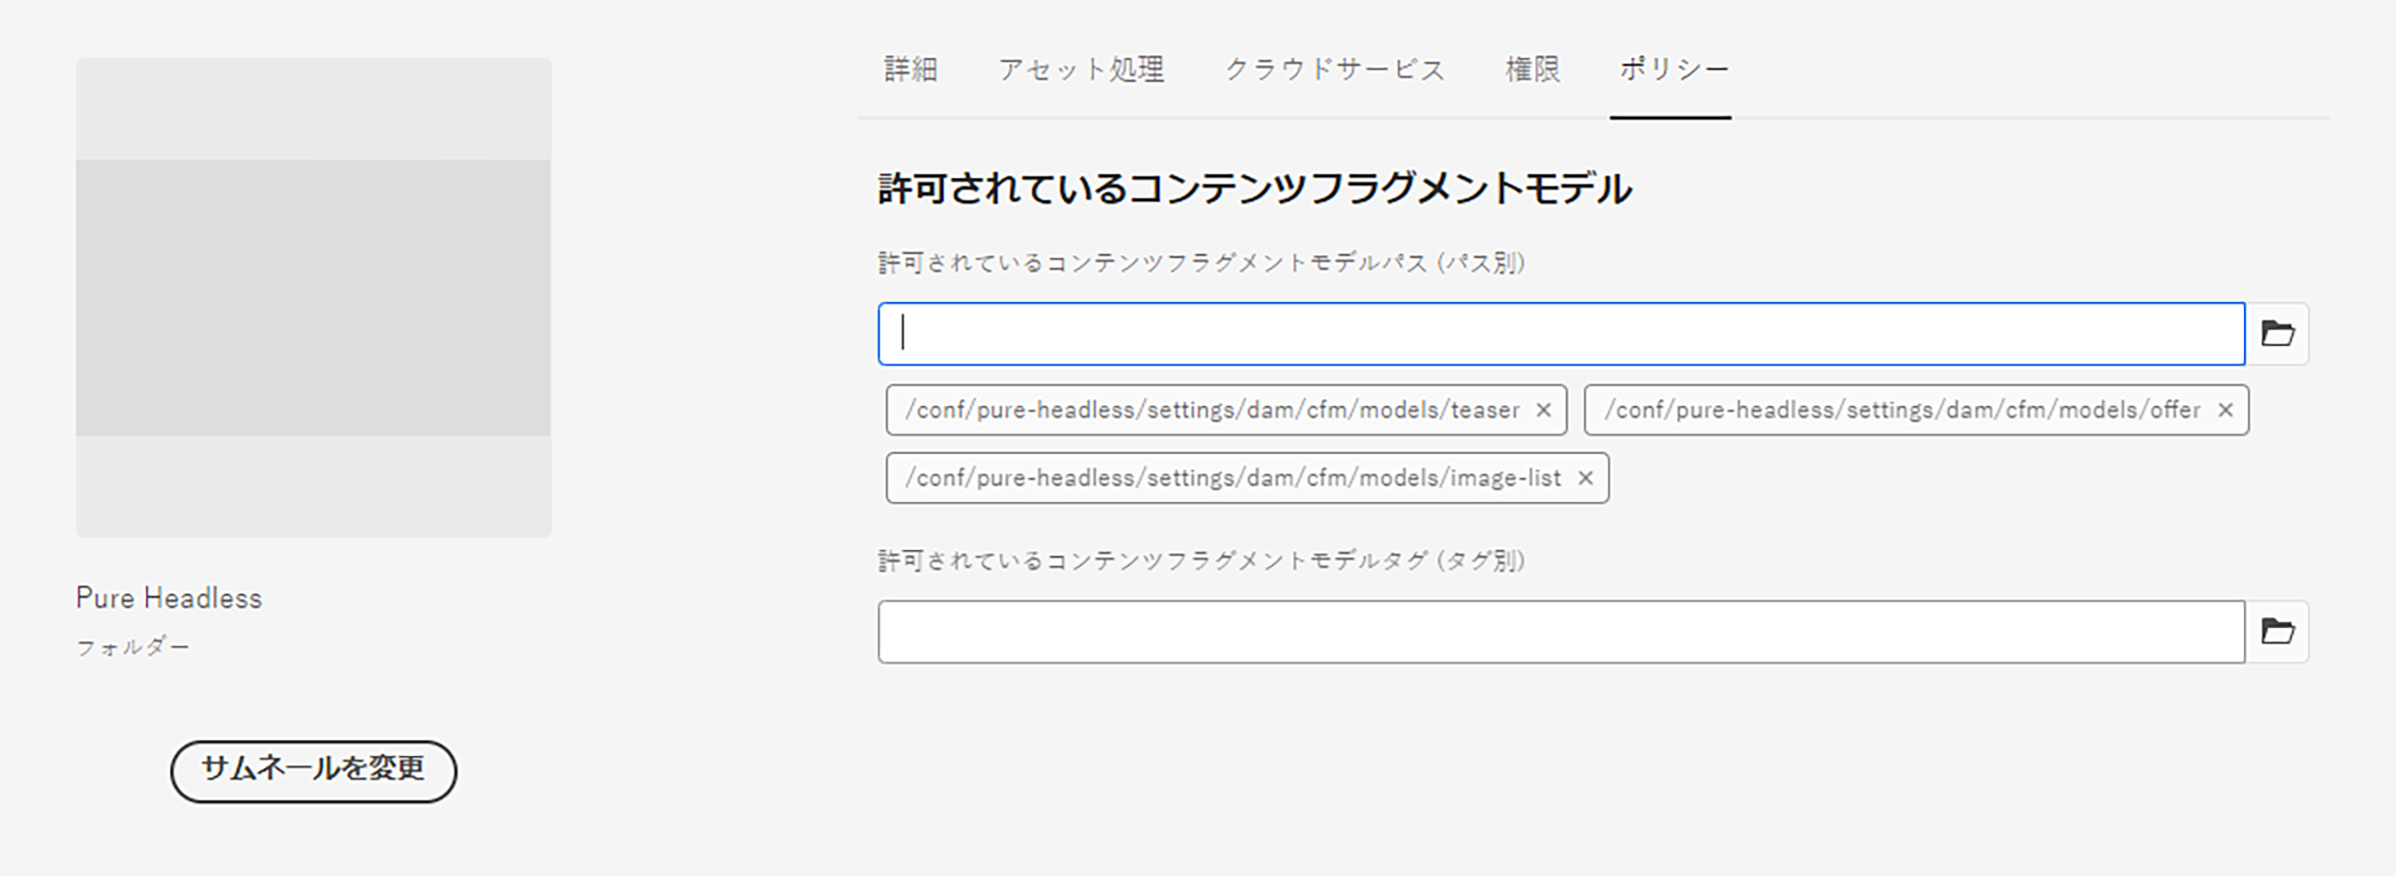 詳細 アセット処理 クラウドサービス 権限 ポリシー
許可されているコンテンツフラグメントモデル
許可されているコンテンツフラグメントモデルパス (パス別)
/conf/pure-headless/settings/dam/cfm/models/teaser × /conf/pure-headless/settings/dam/cfm/models/offer ×
/conf/pure-headless/settings/dam/cfm/models/image-list ×
許可されているコンテンツフラグメントモデルタグ (タグ別)
Pure Headless
フォルダー
サムネールを変更